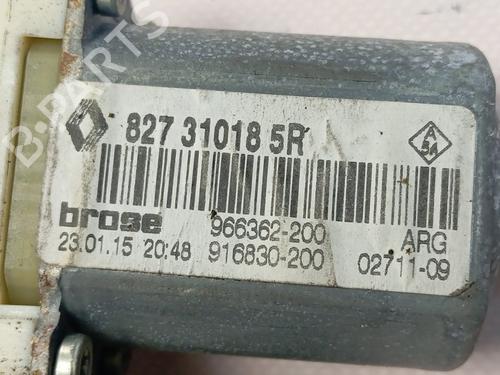 827 31018 5R
A
54
brose
966362-200
ARG
23.01.15 20:48
916830-200
02711-09
B-Parts